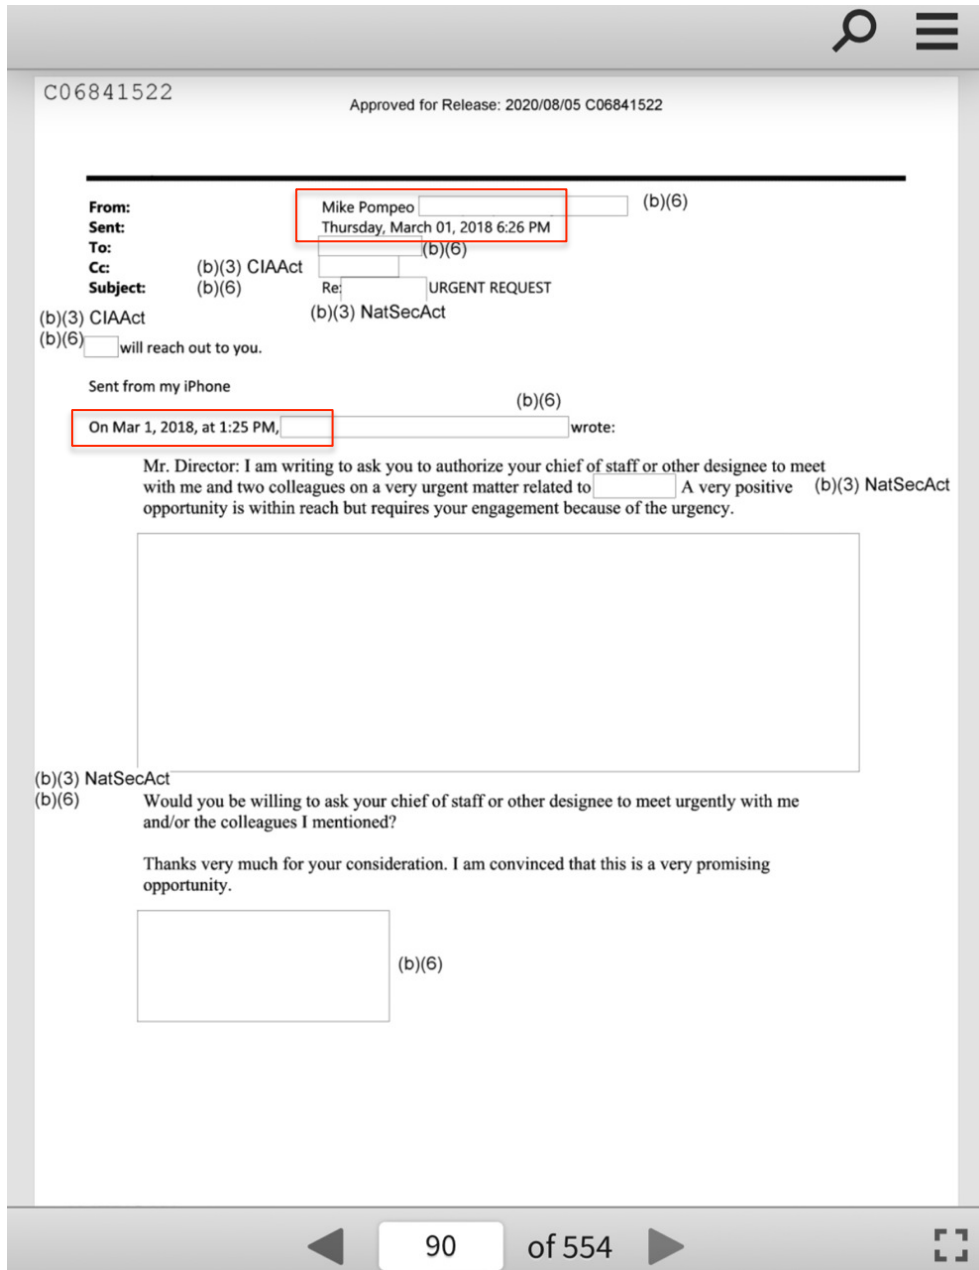 C06841522
Approved for Release: 2020/08/05 C06841522
From: Mike Pompeo (b)(6)
Sent: Thursday, March 01, 2018 6:26 PM
To: (b)(6)
Cc: (b)(3) CIAAct
Subject: (b)(6) Re: URGENT REQUEST
(b)(3) CIAAct (b)(3) NatSecAct
(b)(6) will reach out to you.
Sent from my iPhone
(b)(6)
On Mar 1, 2018, at 1:25 PM, wrote:
Mr. Director: I am writing to ask you to authorize your chief of staff or other designee to meet
with me and two colleagues on a very urgent matter related to A very positive (b)(3) NatSecAct
opportunity is within reach but requires your engagement because of the urgency.
(b)(3) NatSecAct
(b)(6) Would you be willing to ask your chief of staff or other designee to meet urgently with me
and/or the colleagues I mentioned?
Thanks very much for your consideration. I am convinced that this is a very promising
opportunity.
(b)(6)
90 of 554